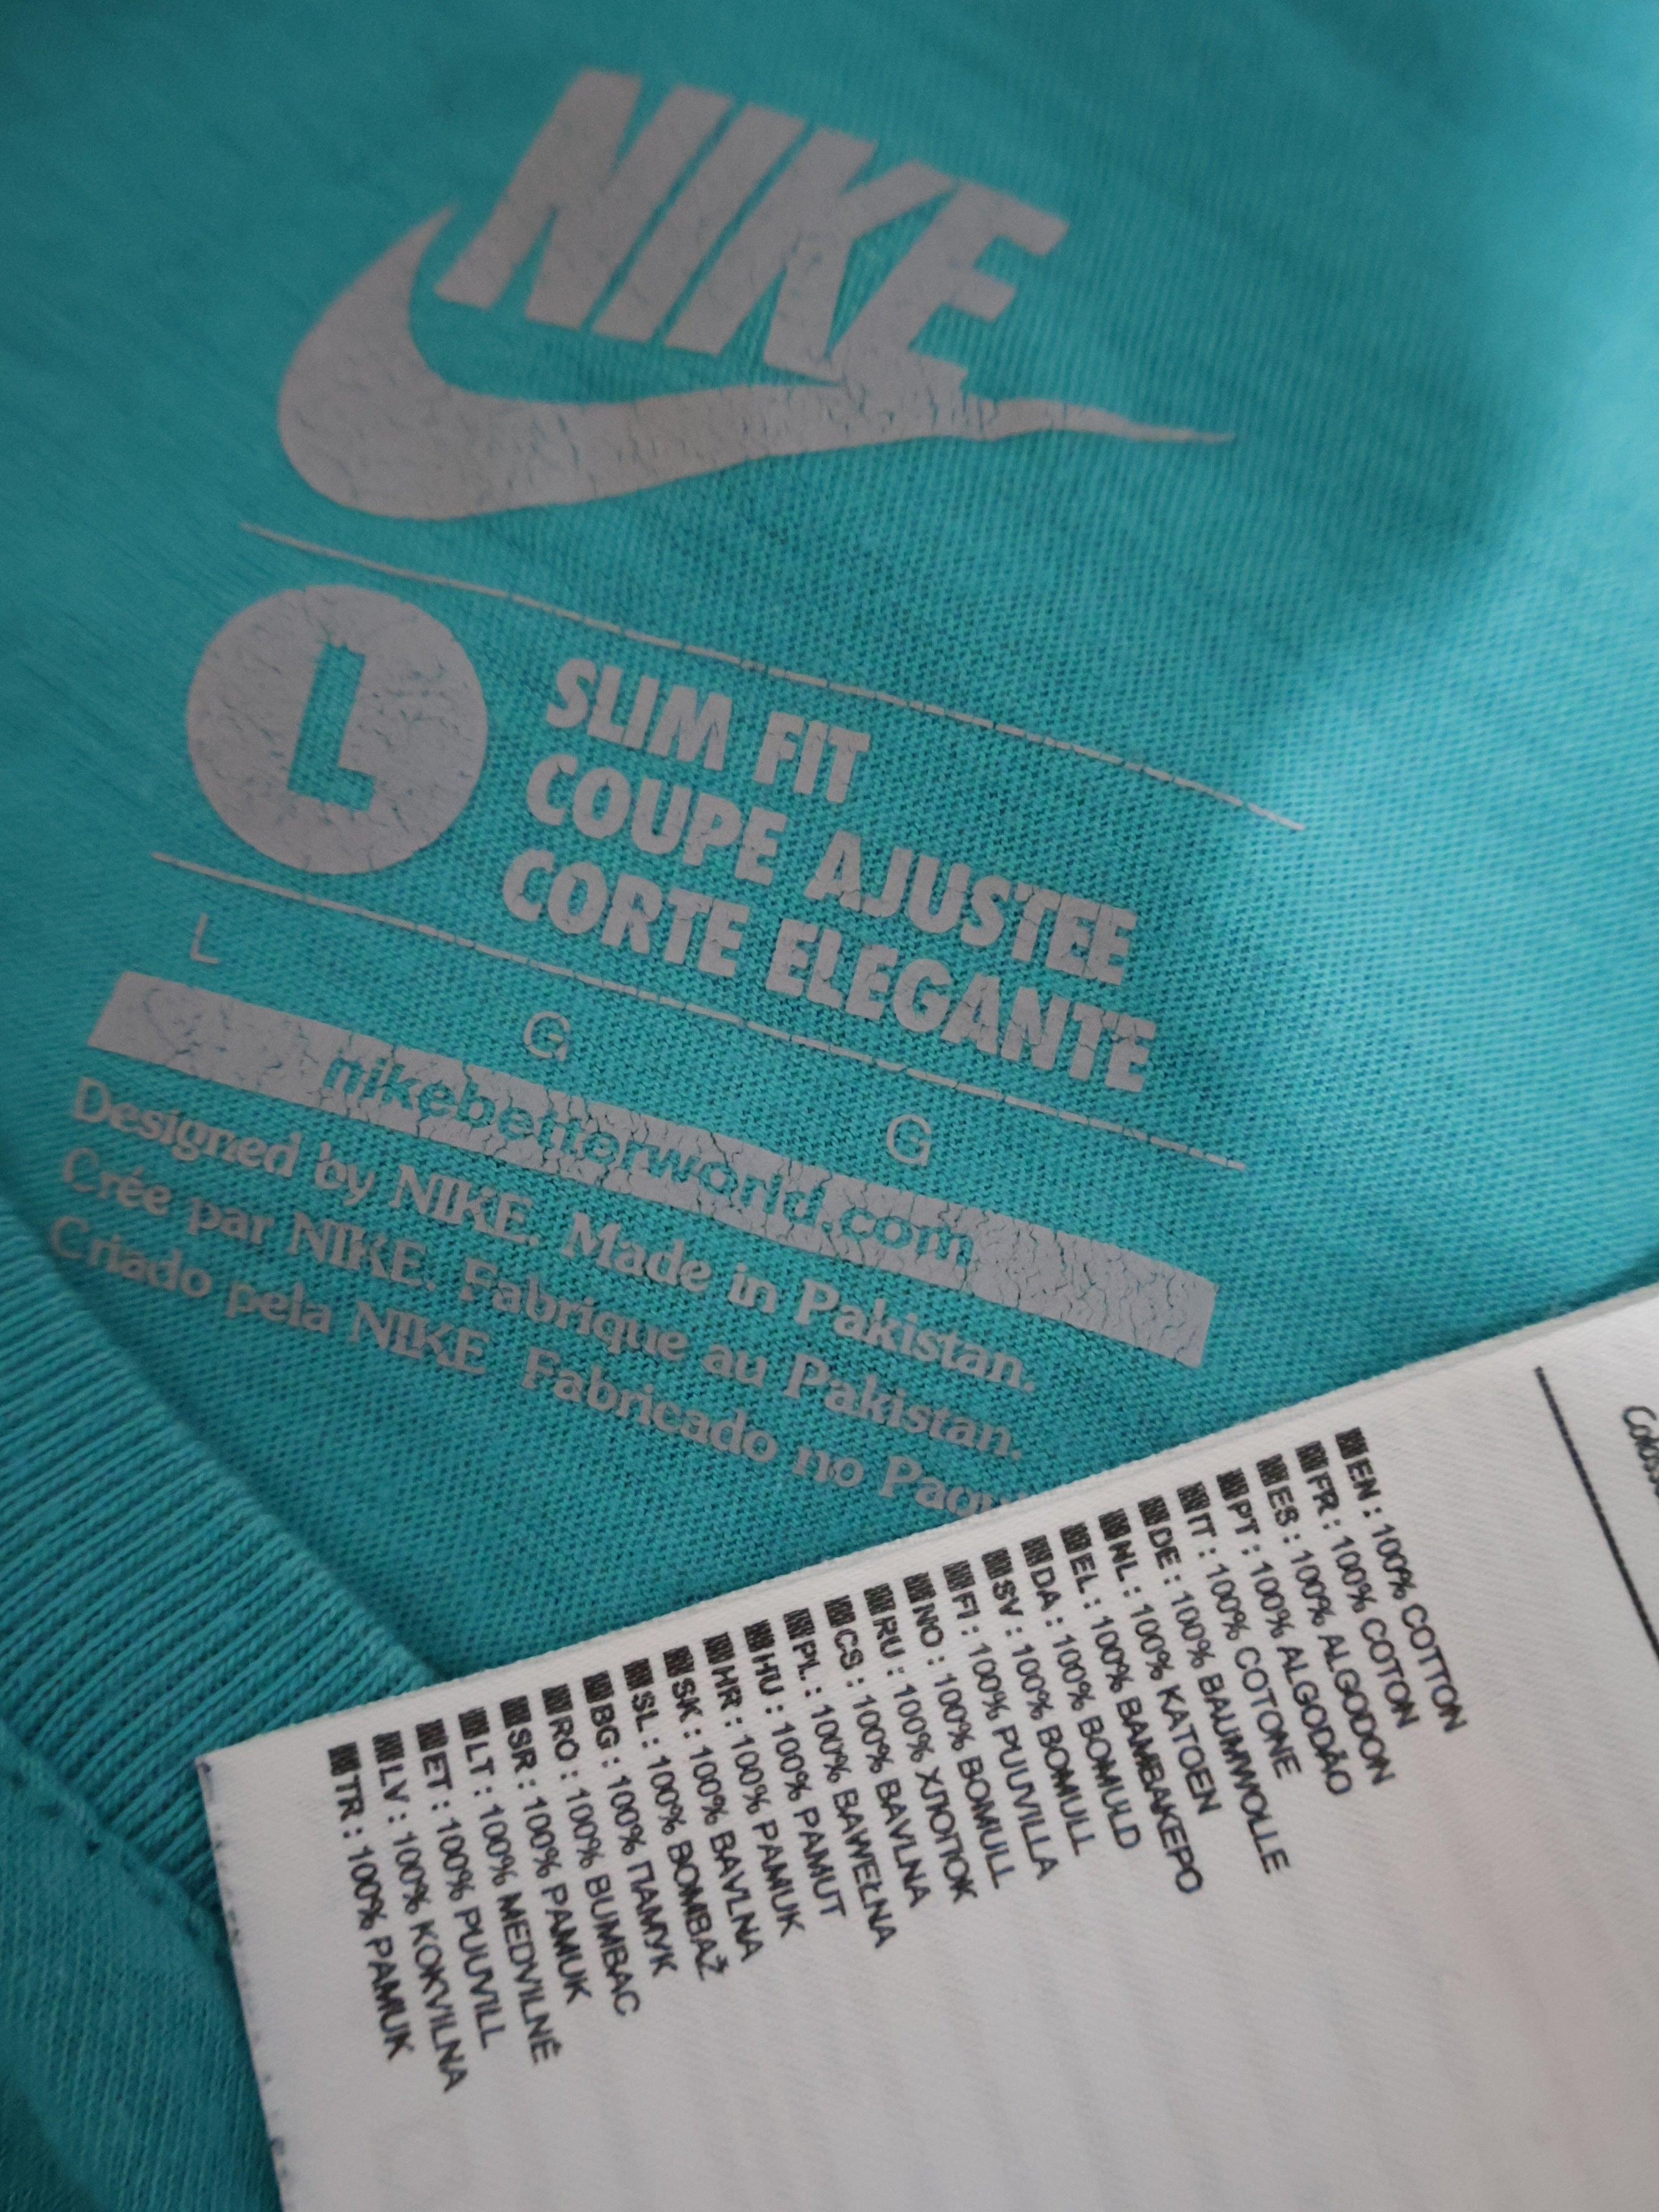 NIKE
L
SLIM FIT
COUPE AJUSTEE
CORTE ELEGANTE
L G G
nikebetterworld.com
Designed by NIKE. Made in Pakistan.
Crée par NIKE. Fabrique au Pakistan.
Criado pela NIKE Fabricado no
EN : 100% COTTON
FR : 100% COTON
ES : 100% ALGODON
PT : 100% ALGODÃO
IT : 100% COTONE
DE : 100% BAUMWOLLE
NL : 100% KATOEN
EL : 100% ΒΑΜΒΑΚΕΡΟ
DA : 100% BOMULD
SV : 100% BOMULL
FI : 100% PUUVILLA
NO : 100% BOMULL
RU : 100% ХЛОПОК
CS : 100% BAVLNA
PL : 100% BAWEŁNA
HU : 100% PAMUT
HR : 100% PAMUK
SK : 100% BAVLNA
SL : 100% BOMBAŽ
BG : 100% ПАМУК
RO : 100% BUMBAC
SR : 100% PAMUK
LT : 100% MEDVILNĖ
ET : 100% PUUVILL
LV : 100% KOKVILNA
TR : 100% PAMUK